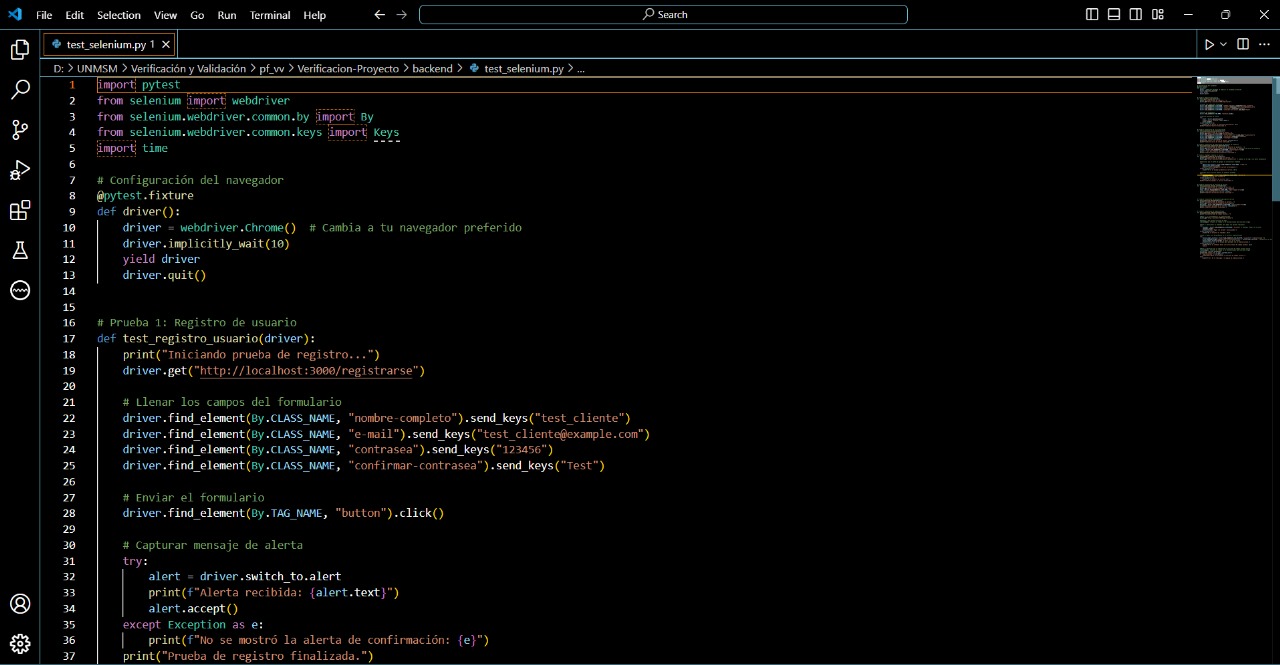 File Edit Selection View Go Run Terminal Help
Search
test_selenium.py 1
D: > UNMSM > Verificación y Validación > pf_vv > Verificacion-Proyecto > backend > test_selenium.py > ...
1 import pytest
2 from selenium import webdriver
3 from selenium.webdriver.common.by import By
4 from selenium.webdriver.common.keys import Keys
5 import time
6
7 # Configuración del navegador
8 @pytest.fixture
9 def driver():
10 driver = webdriver.Chrome()  # Cambia a tu navegador preferido
11 driver.implicitly_wait(10)
12 yield driver
13 driver.quit()
14
15
16 # Prueba 1: Registro de usuario
17 def test_registro_usuario(driver):
18 print("Iniciando prueba de registro...")
19 driver.get("http://localhost:3000/registrarse")
20
21 # Llenar los campos del formulario
22 driver.find_element(By.CLASS_NAME, "nombre-completo").send_keys("test_cliente")
23 driver.find_element(By.CLASS_NAME, "e-mail").send_keys("test_cliente@example.com")
24 driver.find_element(By.CLASS_NAME, "contrasea").send_keys("123456")
25 driver.find_element(By.CLASS_NAME, "confirmar-contrasea").send_keys("Test")
26
27 # Enviar el formulario
28 driver.find_element(By.TAG_NAME, "button").click()
29
30 # Capturar mensaje de alerta
31 try:
32 alert = driver.switch_to.alert
33 print(f"Alerta recibida: {alert.text}")
34 alert.accept()
35 except Exception as e:
36 print(f"No se mostró la alerta de confirmación: {e}")
37 print("Prueba de registro finalizada.")